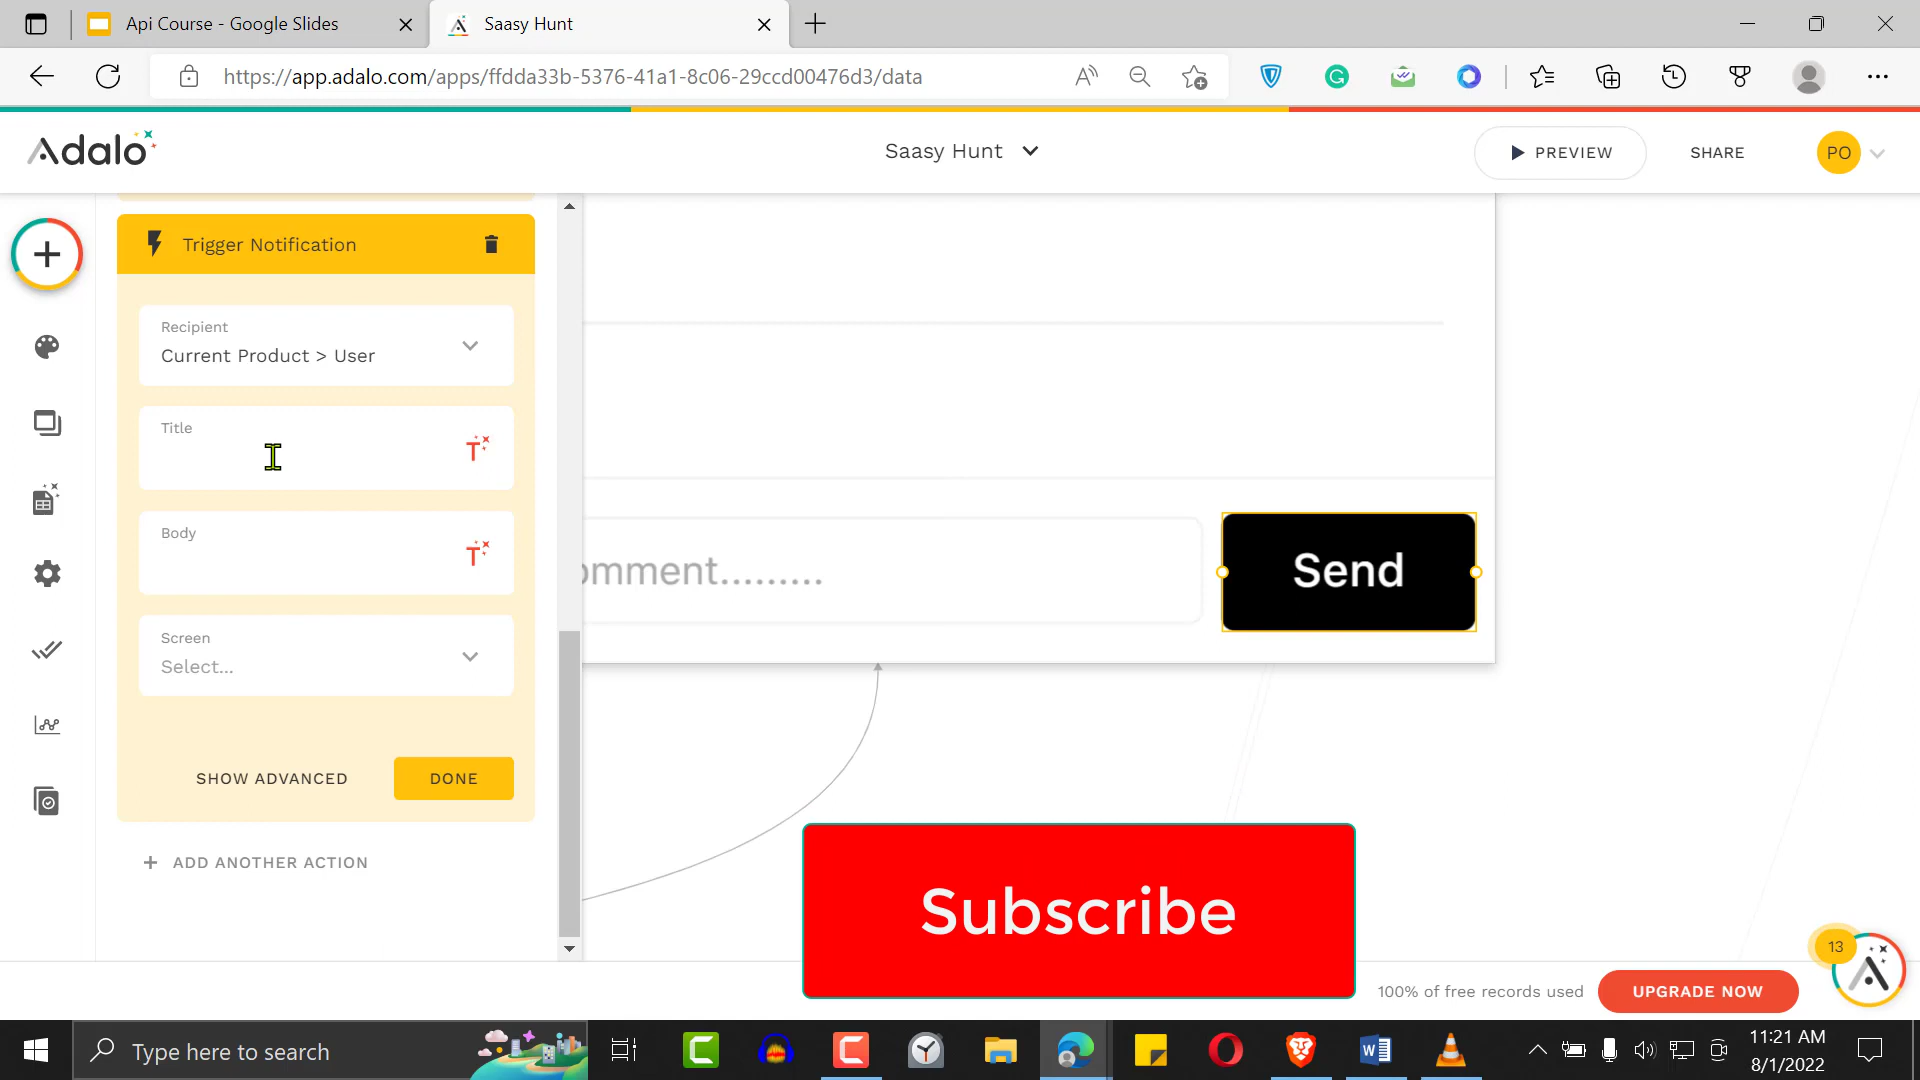 Api Course - Google Slides
Saasy Hunt
https://app.adalo.com/apps/ffdda33b-5376-41a1-8c06-29ccd00476d3/data
Adalo
Saasy Hunt
PREVIEW
SHARE
PO
Trigger Notification
Recipient
Current Product > User
Title
Body
Screen
Select...
SHOW ADVANCED
DONE
+ ADD ANOTHER ACTION
omment.........
Send
Subscribe
13
100% of free records used
UPGRADE NOW
Type here to search
11:21 AM
8/1/2022